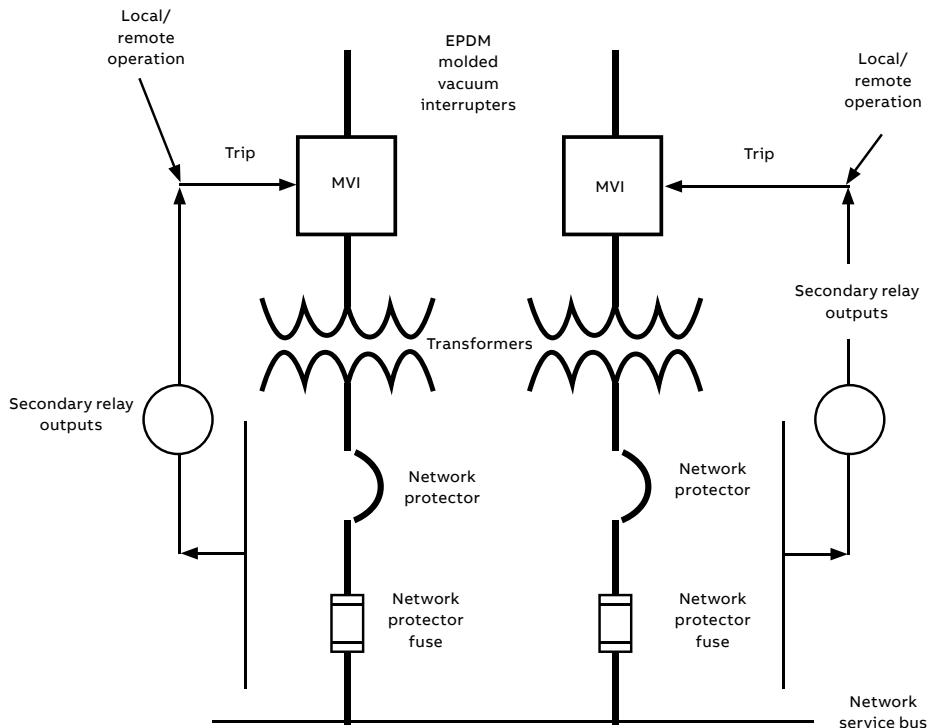 Local/
remote
operation
EPDM
molded
vacuum
interrupters
Local/
remote
operation
Trip
Trip
MVI
MVI
Secondary relay
outputs
Transformers
Secondary relay
outputs
Network
protector
Network
protector
Network
protector
fuse
Network
protector
fuse
Network
service bus